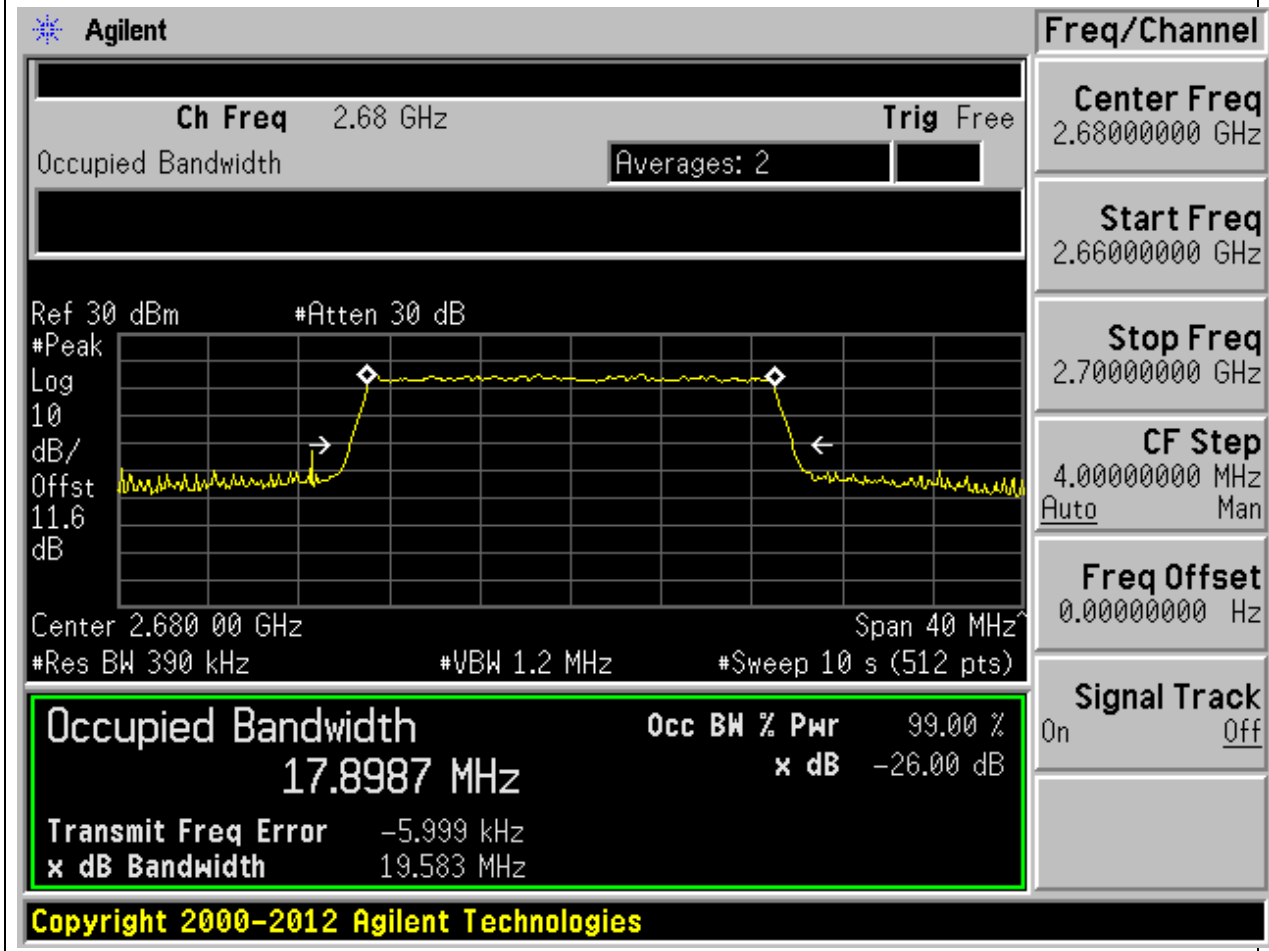 Agilent
Freq/Channel
Ch Freq 2.68 GHz Trig Free
Occupied Bandwidth Averages: 2
Ref 30 dBm #Atten 30 dB
#Peak
Log
10
dB/
Offst
11.6
dB
Center 2.680 00 GHz Span 40 MHz^
#Res BW 390 kHz #VBW 1.2 MHz #Sweep 10 s (512 pts)
Occupied Bandwidth Occ BW % Pwr 99.00 %
17.8987 MHz x dB -26.00 dB
Transmit Freq Error -5.999 kHz
x dB Bandwidth 19.583 MHz
Copyright 2000-2012 Agilent Technologies
Center Freq
2.68000000 GHz
Start Freq
2.66000000 GHz
Stop Freq
2.70000000 GHz
CF Step
4.00000000 MHz
Auto Man
Freq Offset
0.00000000 Hz
Signal Track
On Off